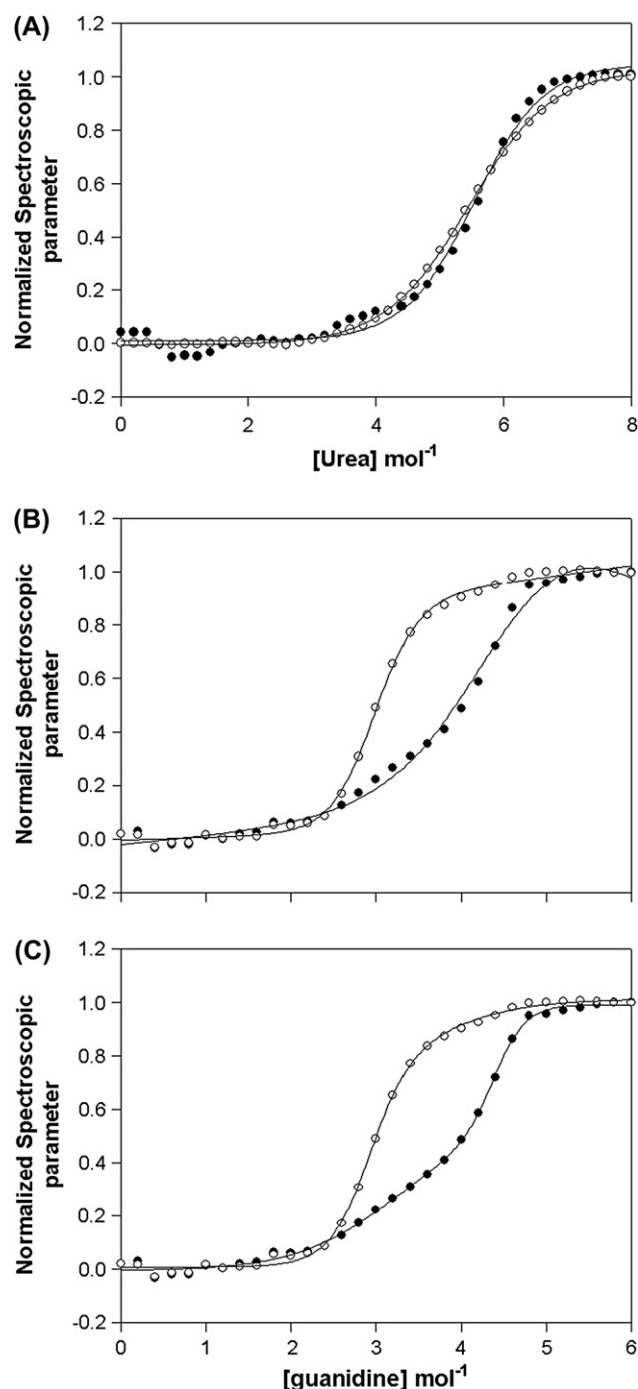 (A)
1.2
1.0
0.8
0.6
0.4
0.2
0.0
-0.2
Normalized Spectroscopic
parameter
0 2 4 6 8
[Urea] mol-1
(B)
1.2
1.0
0.8
0.6
0.4
0.2
0.0
-0.2
Normalized Spectroscopic
parameter
(C)
1.2
1.0
0.8
0.6
0.4
0.2
0.0
-0.2
Normalized Spectroscopic
parameter
0 1 2 3 4 5 6
[guanidine] mol-1